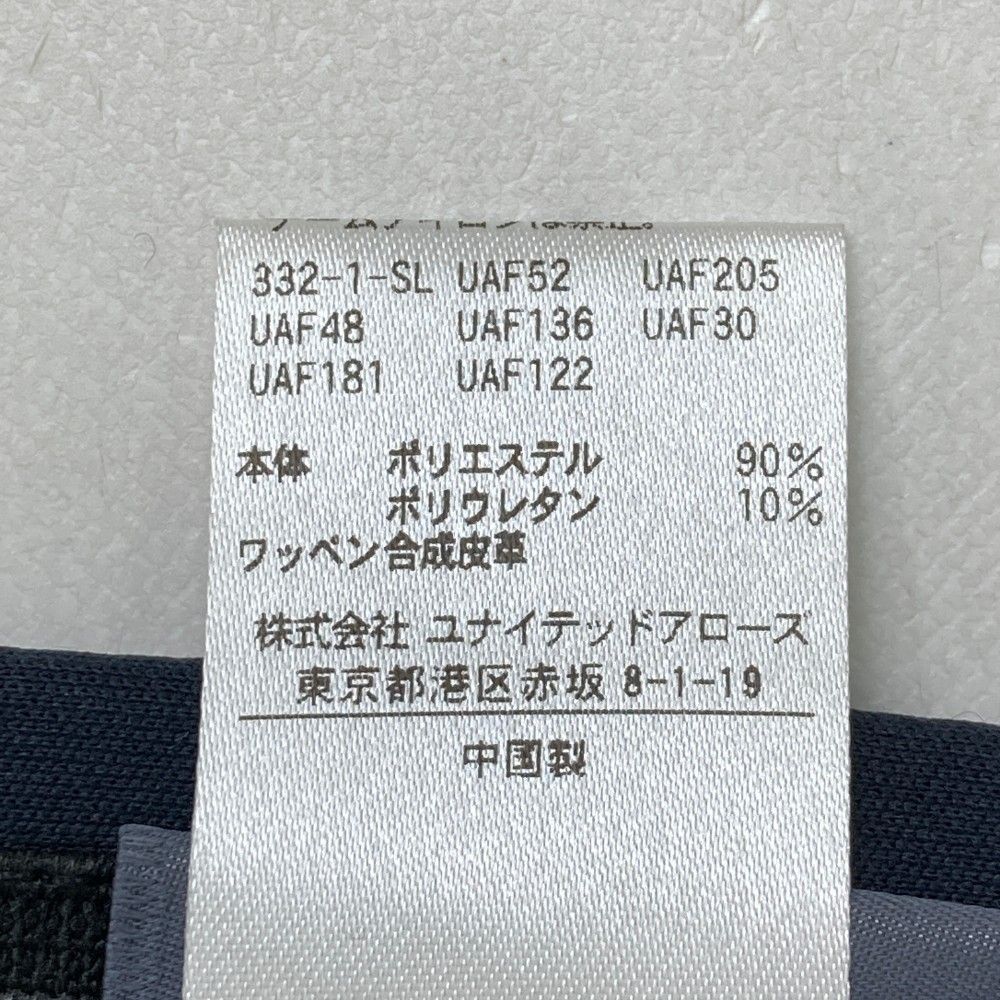 332-1-SL UAF52 UAF205
UAF48 UAF136 UAF30
UAF181 UAF122
本体 ポリエステル 90%
ポリウレタン 10%
ワッペン合成皮革
株式会社 ユナイテッドアローズ
東京都港区赤坂 8-1-19
中国製